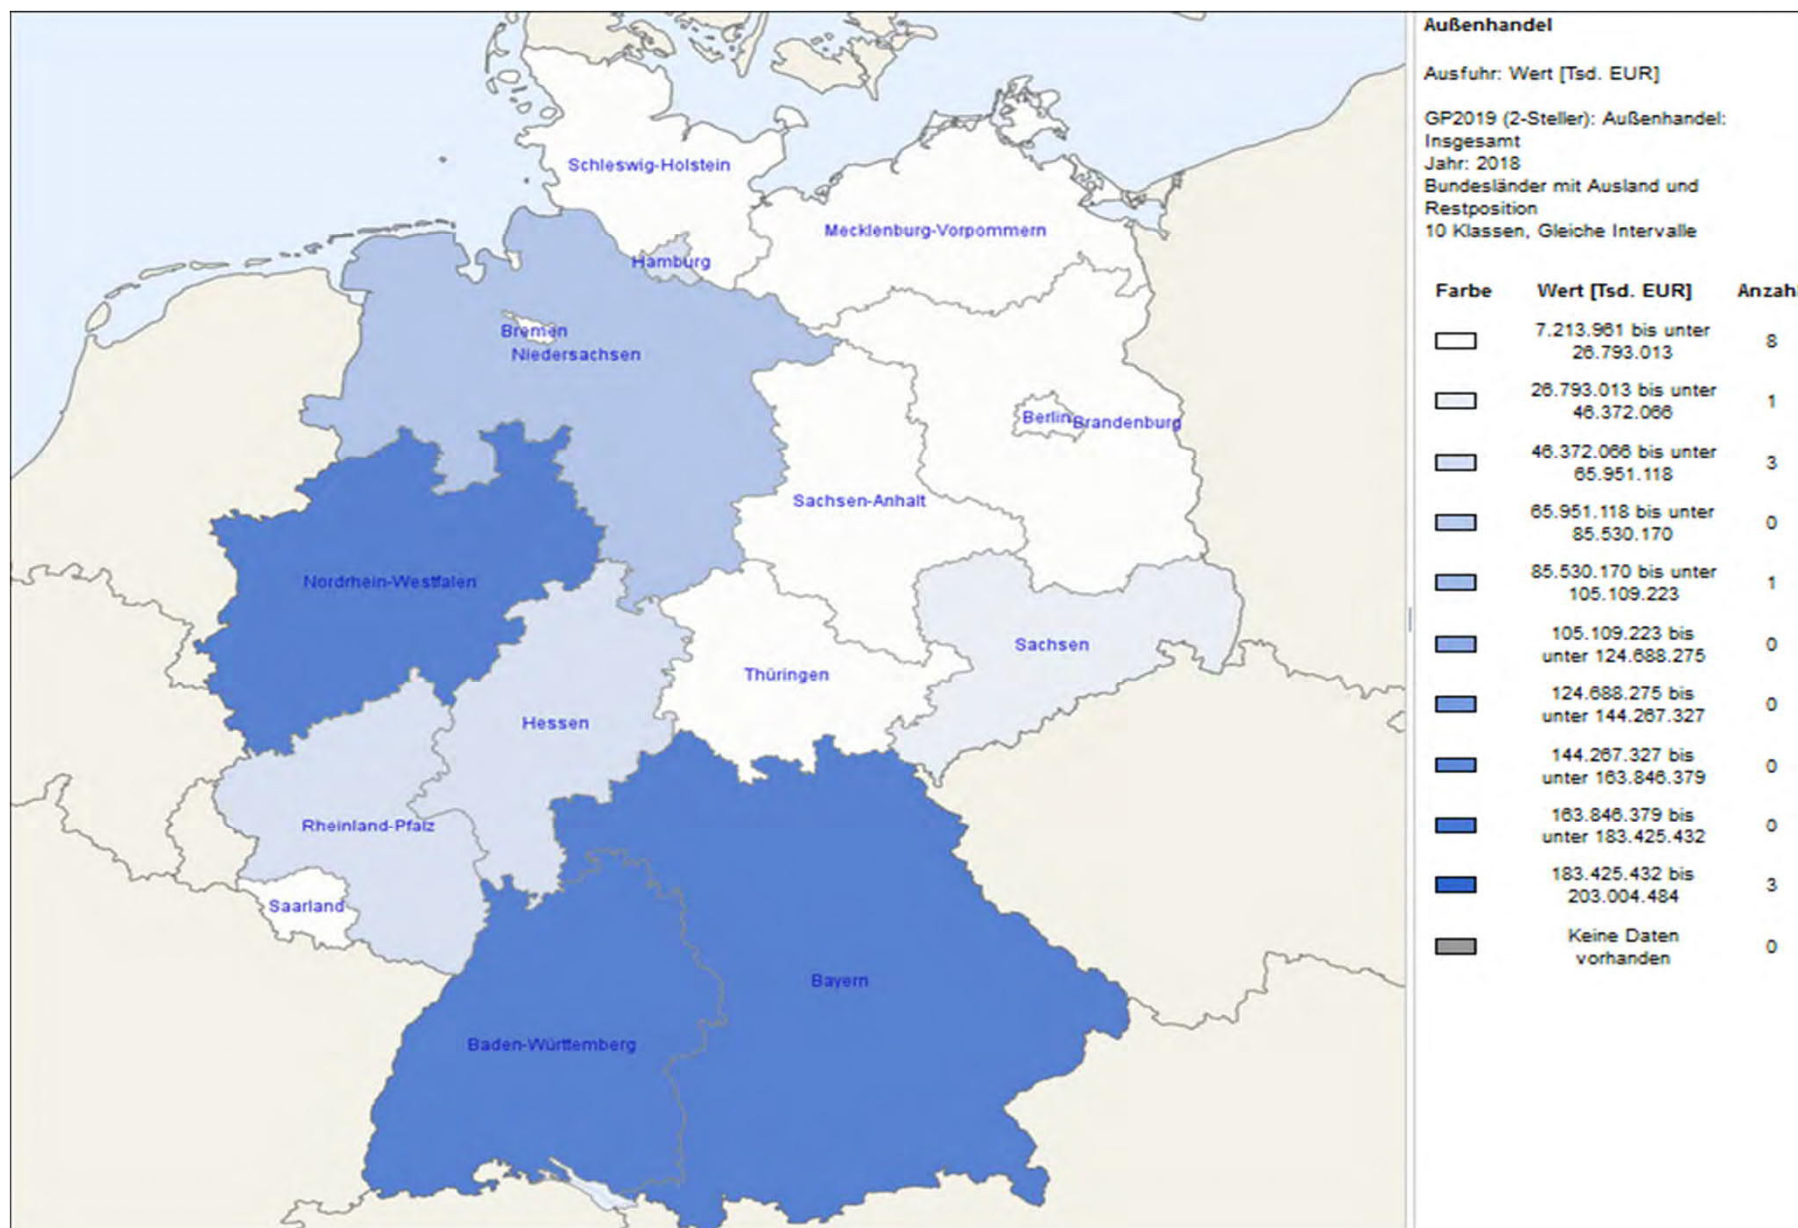 Schleswig-Holstein
Mecklenburg-Vorpommern
Hamburg
Bremen
Niedersachsen
Berlin
Brandenburg
Sachsen-Anhalt
Nordrhein-Westfalen
Sachsen
Thüringen
Hessen
Rheinland-Pfalz
Saarland
Bayern
Baden-Württemberg
Außenhandel
Ausfuhr: Wert [Tsd. EUR]
GP2019 (2-Steller): Außenhandel:
Insgesamt
Jahr: 2018
Bundesländer mit Ausland und
Restposition
10 Klassen, Gleiche Intervalle
Farbe Wert [Tsd. EUR] Anzahl
7.213.961 bis unter
26.793.013 8
26.793.013 bis unter
46.372.066 1
46.372.066 bis unter
65.951.118 3
65.951.118 bis unter
85.530.170 0
85.530.170 bis unter
105.109.223 1
105.109.223 bis
unter 124.688.275 0
124.688.275 bis
unter 144.267.327 0
144.267.327 bis
unter 163.846.379 0
163.846.379 bis
unter 183.425.432 0
183.425.432 bis
203.004.484 3
Keine Daten
vorhanden 0